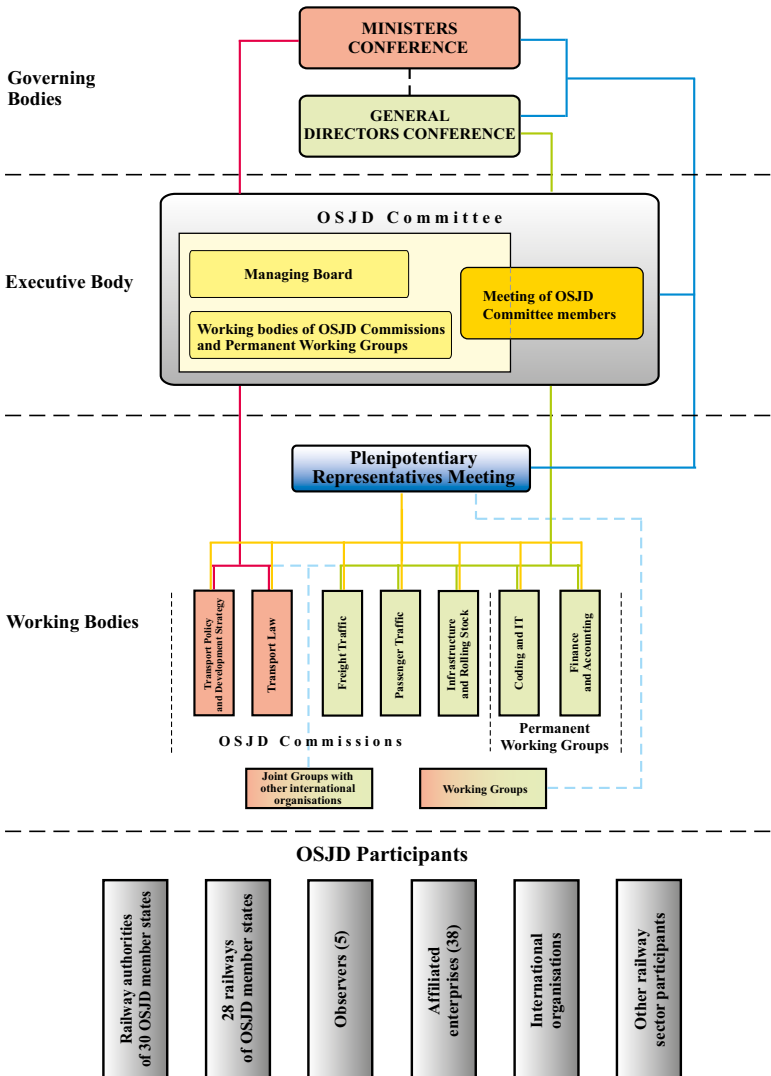 MINISTERS
CONFERENCE
Governing
Bodies
GENERAL
DIRECTORS CONFERENCE
OSJD Committee
Executive Body
Managing Board
Meeting of OSJD
Committee members
Working bodies of OSJD Commissions
and Permanent Working Groups
Plenipotentiary
Representatives Meeting
Working Bodies
Transport Policy
and Development Strategy
Transport Law
Freight Traffic
Passenger Traffic
Infrastructure
and Rolling Stock
Coding and IT
Finance
and Accounting
OSJD Commissions
Permanent
Working Groups
Joint Groups with
other international
organisations
Working Groups
OSJD Participants
Railway authorities
of 30 OSJD member states
28 railways
of OSJD member states
Observers (5)
Affiliated
enterprises (38)
International
organisations
Other railway
sector participants